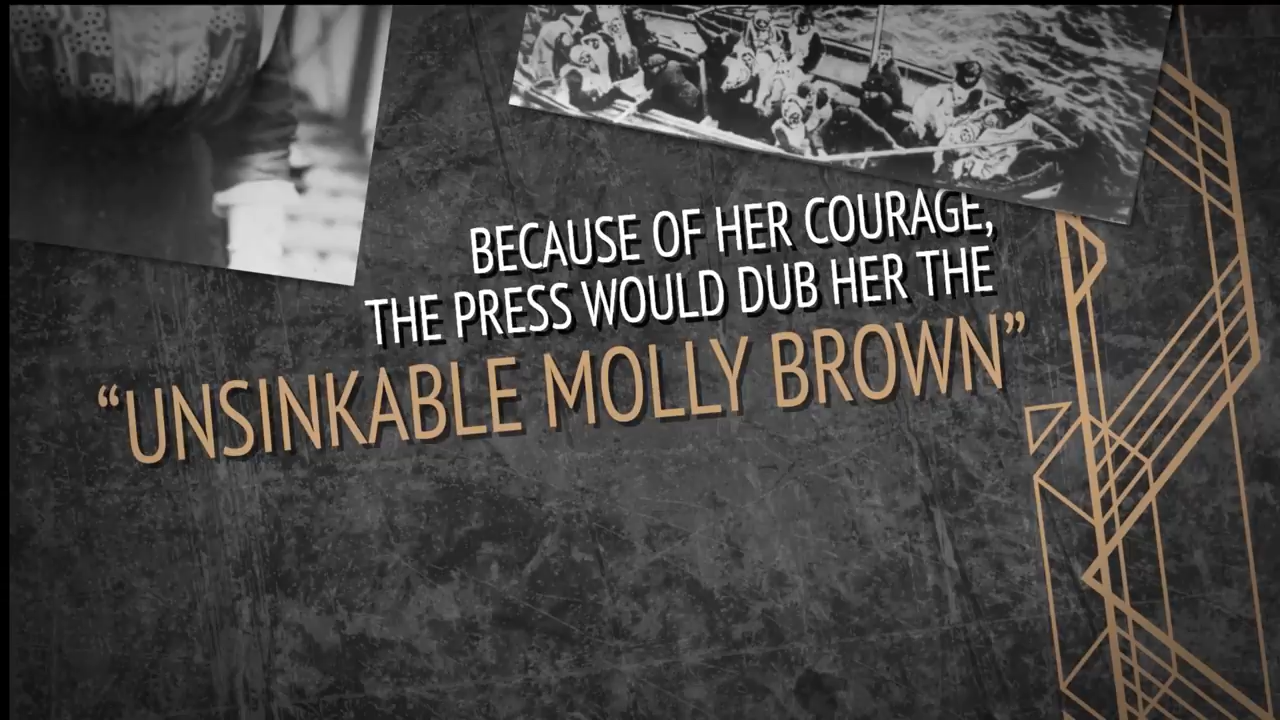 BECAUSE OF HER COURAGE,
THE PRESS WOULD DUB HER THE
“UNSINKABLE MOLLY BROWN”